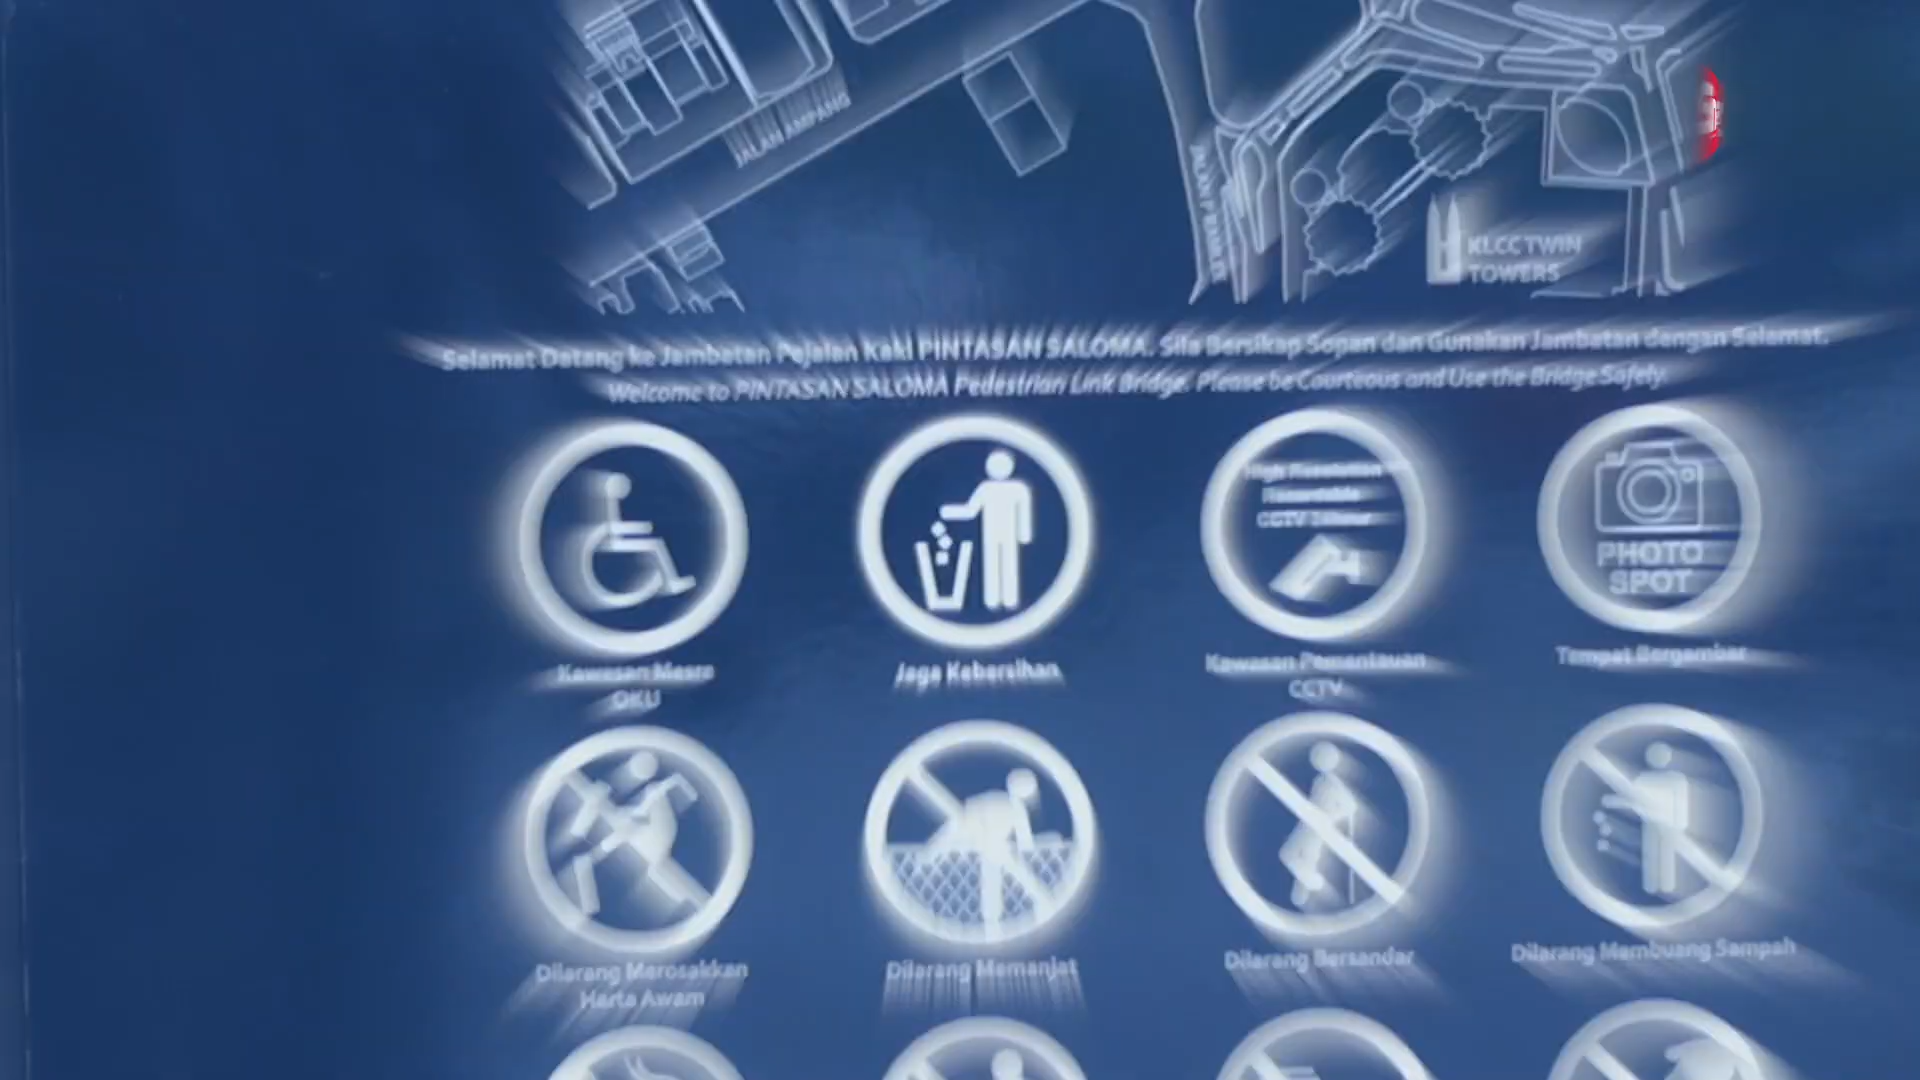 JALAN AMPANG
KLCC TWIN
TOWERS
Selamat Datang ke Jambatan Pejalan Kaki PINTASAN SALOMA. Sila Bersikap Sopan dan Gunakan Jambatan dengan Selamat.
Welcome to PINTASAN SALOMA Pedestrian Link Bridge. Please be Courteous and Use the Bridge Safely.
High Resolution
CCTV
PHOTO
SPOT
Kawasan Mesra
OKU
Jaga Kebersihan
Kawasan Pemantauan
CCTV
Tempat Bergambar
Dilarang Merosakkan
Harta Awam
Dilarang Memanjat
Dilarang Bersandar
Dilarang Membuang Sampah